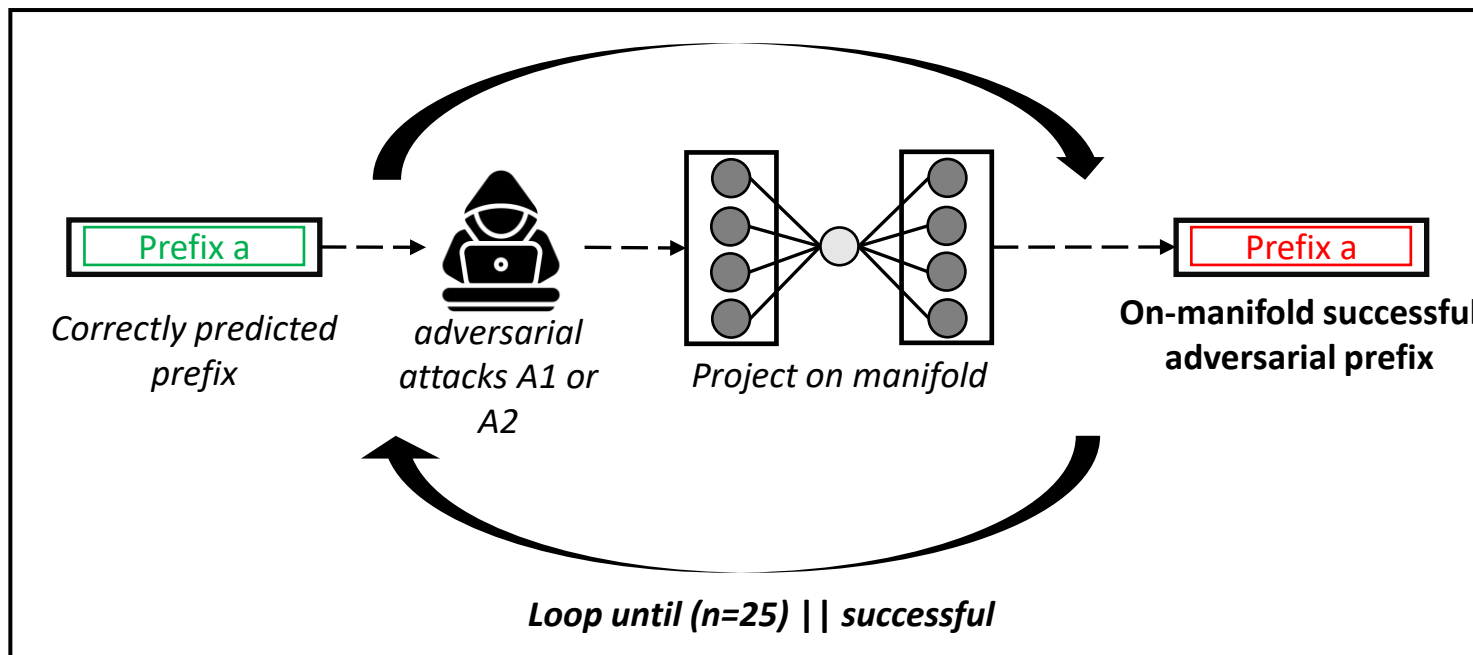 Prefix a
Correctly predicted
prefix
adversarial
attacks A1 or
A2
Project on manifold
Prefix a
On-manifold successful
adversarial prefix
Loop until (n=25) || successful